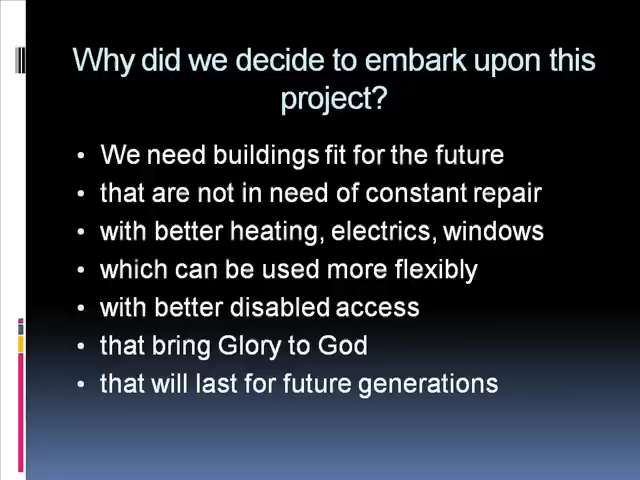 Why did we decide to embark upon this
project?
• We need buildings fit for the future
• that are not in need of constant repair
• with better heating, electrics, windows
• which can be used more flexibly
• with better disabled access
• that bring Glory to God
• that will last for future generations